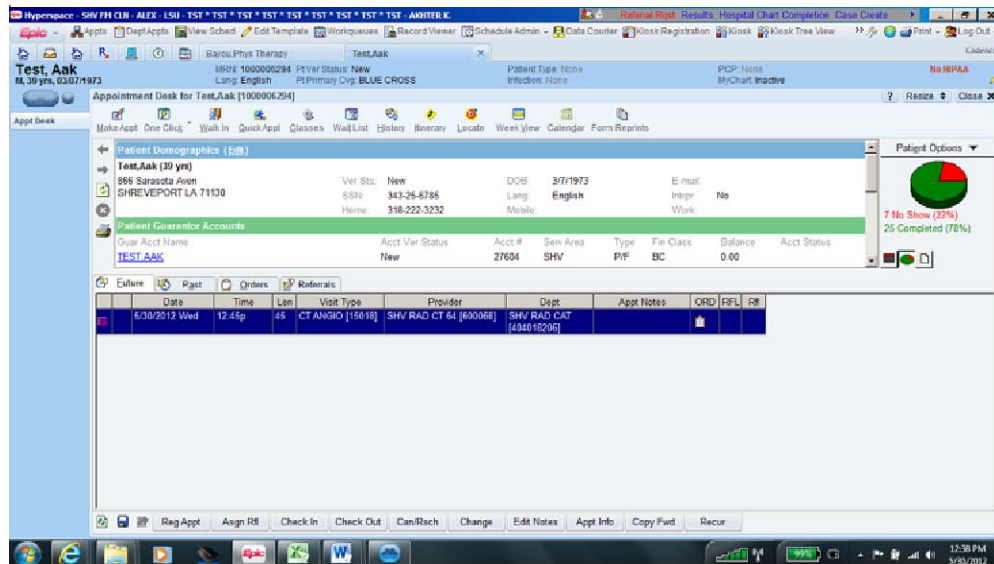 Hyperspace - SHV FH CLN - ALEX - LSU - TST * TST * TST * TST * TST * TST * TST * TST * TST - AKHTER K.
Referral Rqst Results Hospital Chart Completion Case Create
Epic Appts DeptAppts View Sched Edit Template Workqueues Record Viewer Schedule Admin Data Courier Kiosk Registration Kiosk Kiosk Tree View Print Log Out
Bayou Phys Therapy Test,Aak
Test, Aak MRN: 1000006294 Pt Ver Status: New Patient Type: None PCP: None No HIPAA
M, 39 yrs, 03/07/1973 Lang: English Pt Primary Cvg: BLUE CROSS Infection: None MyChart: Inactive
Appointment Desk for Test,Aak [1000006294] ? Resize Close X
Appt Desk
Make Appt One Click Walk In Quick Appt Glasses Wait List History Itinerary Locate Week View Calendar Form Reprints
Patient Demographics (Edit) Patient Options
Test,Aak (39 yrs)
866 Sarasota Aven Ver Sts: New DOB: 3/7/1973 E-mail:
SHREVEPORT LA 71130 SSN: 343-25-6785 Lang: English Intrpr: No
Home: 318-222-3232 Mobile: Work:
7 No Show (22%)
25 Completed (78%)
Patient Guarantor Accounts
Guar Acct Name Acct Ver Status Acct # Serv Area Type Fin Class Balance Acct Status
TEST,AAK New 27604 SHV P/F BC 0.00
Future Past Orders Referrals
Date Time Len Visit Type Provider Dept Appt Notes ORD RFL Rfl
5/30/2012 Wed 12:45p 45 CT ANGIO [15018] SHV RAD CT 64 [600068] SHV RAD CAT
[404018206]
Reg Appt Asgn Rfl Check In Check Out Can/Rsch Change Edit Notes Appt Info Copy Fwd Recur
Epic
99%
12:38 PM
5/30/2012